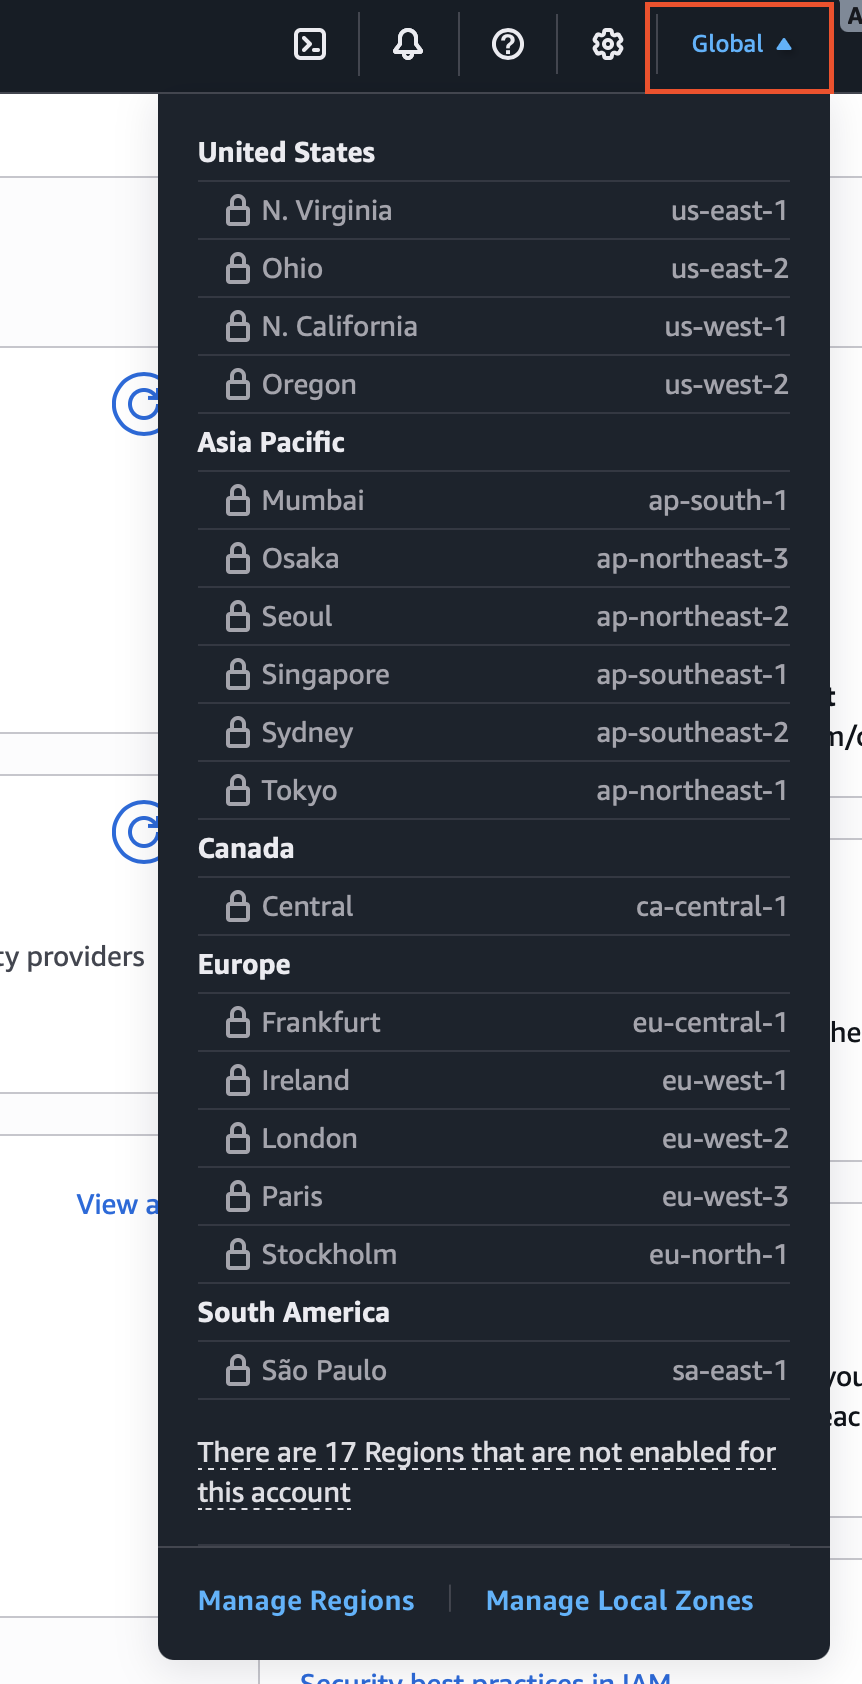 Global
A
United States
N. Virginia us-east-1
Ohio us-east-2
N. California us-west-1
Oregon us-west-2
Asia Pacific
Mumbai ap-south-1
Osaka ap-northeast-3
Seoul ap-northeast-2
Singapore ap-southeast-1
Sydney ap-southeast-2
Tokyo ap-northeast-1
Canada
Central ca-central-1
ty providers
Europe
Frankfurt eu-central-1
he
Ireland eu-west-1
London eu-west-2
Paris eu-west-3
View a
Stockholm eu-north-1
South America
São Paulo sa-east-1
you
eac
There are 17 Regions that are not enabled for
this account
Manage Regions Manage Local Zones
Security best practices in IAM